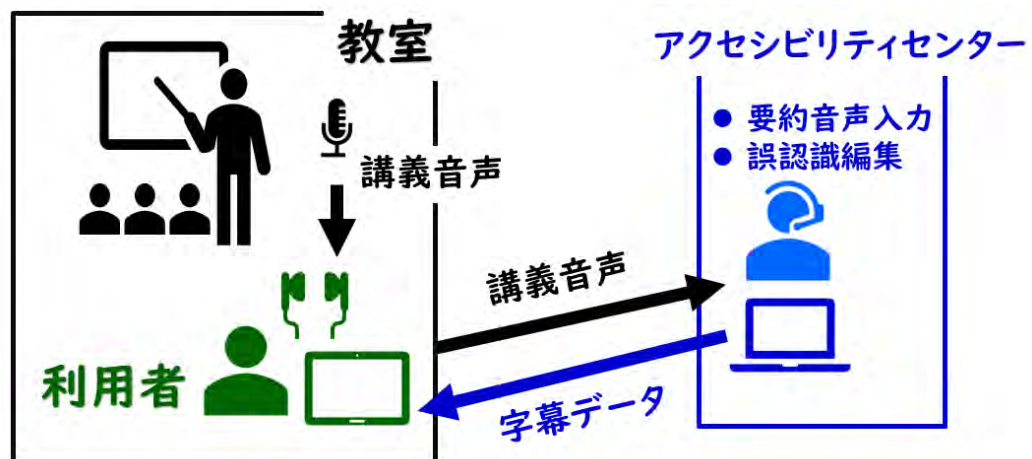 教室
アクセシビリティセンター
● 要約音声入力
● 誤認識編集
講義音声
講義音声
利用者
字幕データ